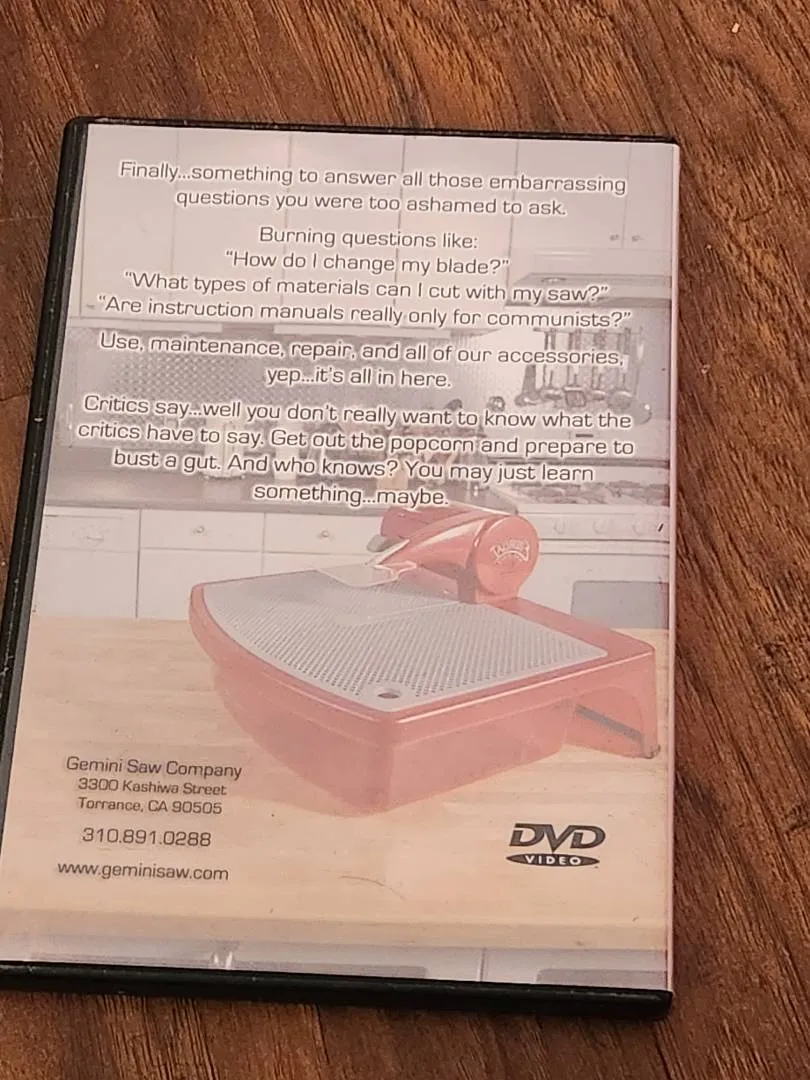 Finally...something to answer all those embarrassing
questions you were too ashamed to ask.
Burning questions like:
"How do I change my blade?"
"What types of materials can I cut with my saw?"
"Are instruction manuals really only for communists?"
Use, maintenance, repair, and all of our accessories,
yep...it's all in here.
Critics say...well you don't really want to know what the
critics have to say. Get out the popcorn and prepare to
bust a gut. And who knows? You may just learn
something...maybe.
Gemini Saw Company
3300 Kashiwa Street
Torrance, CA 90505
310.891.0288
www.geminisaw.com
DVD
VIDEO